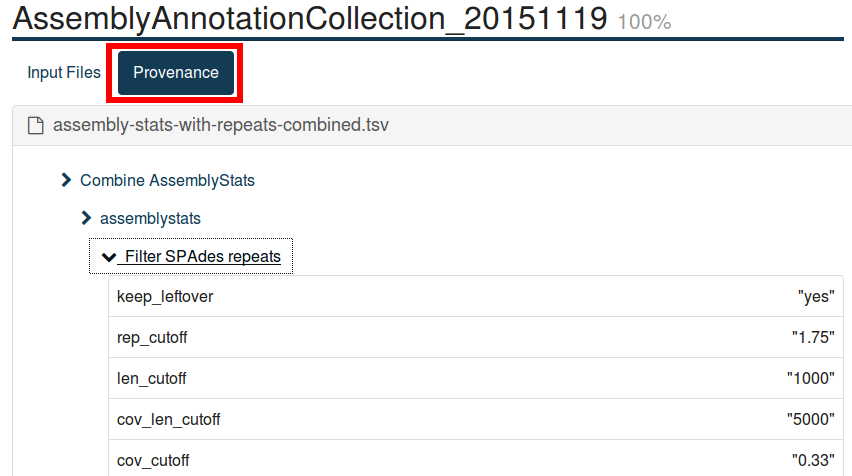 AssemblyAnnotationCollection_20151119 100%
Input Files Provenance
assembly-stats-with-repeats-combined.tsv
Combine AssemblyStats
assemblystats
Filter SPAdes repeats
keep_leftover "yes"
rep_cutoff "1.75"
len_cutoff "1000"
cov_len_cutoff "5000"
cov_cutoff "0.33"